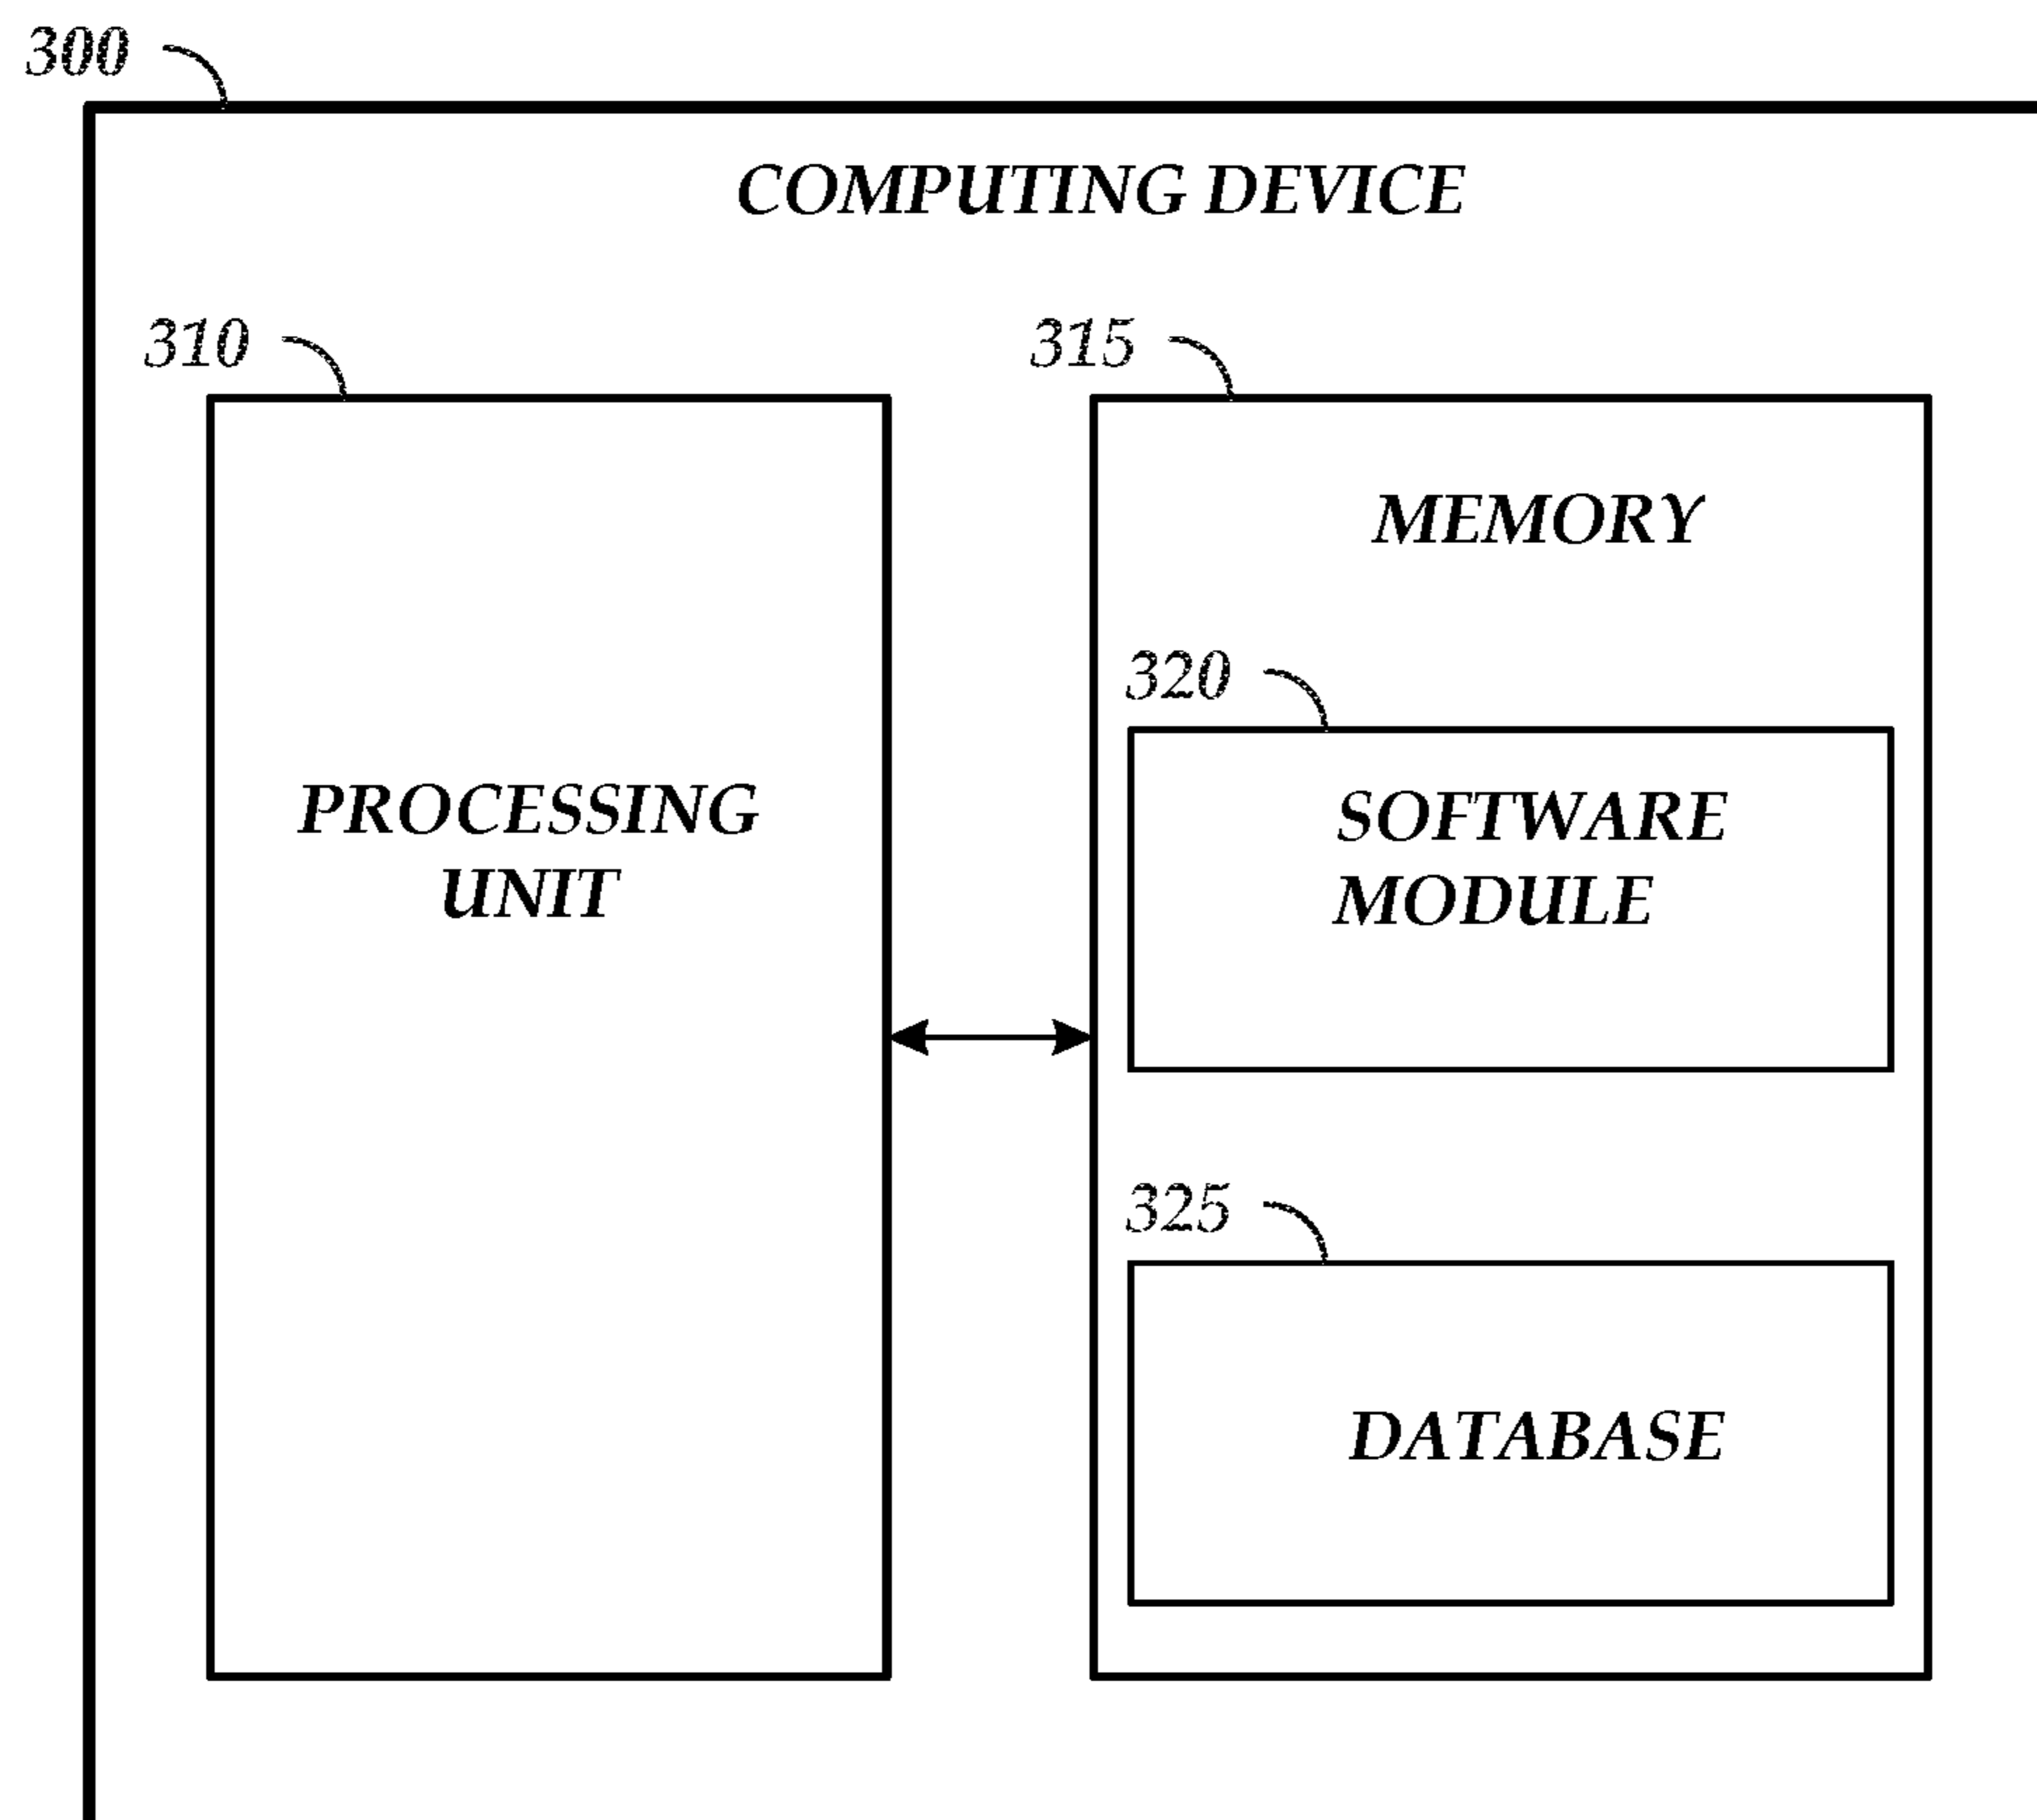 300
COMPUTING DEVICE
310
315
MEMORY
320
PROCESSING
UNIT
SOFTWARE
MODULE
325
DATABASE